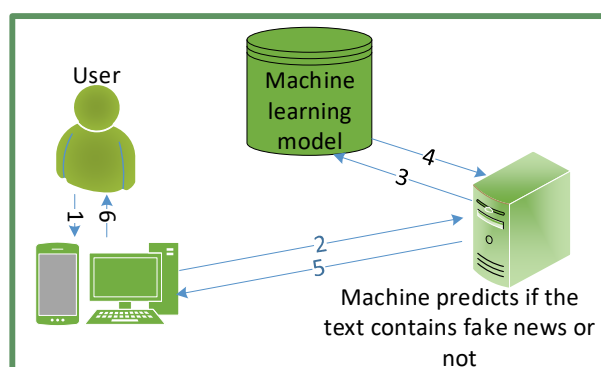 User
Machine
learning
model
4
3
1
6
2
5
Machine predicts if the
text contains fake news or
not